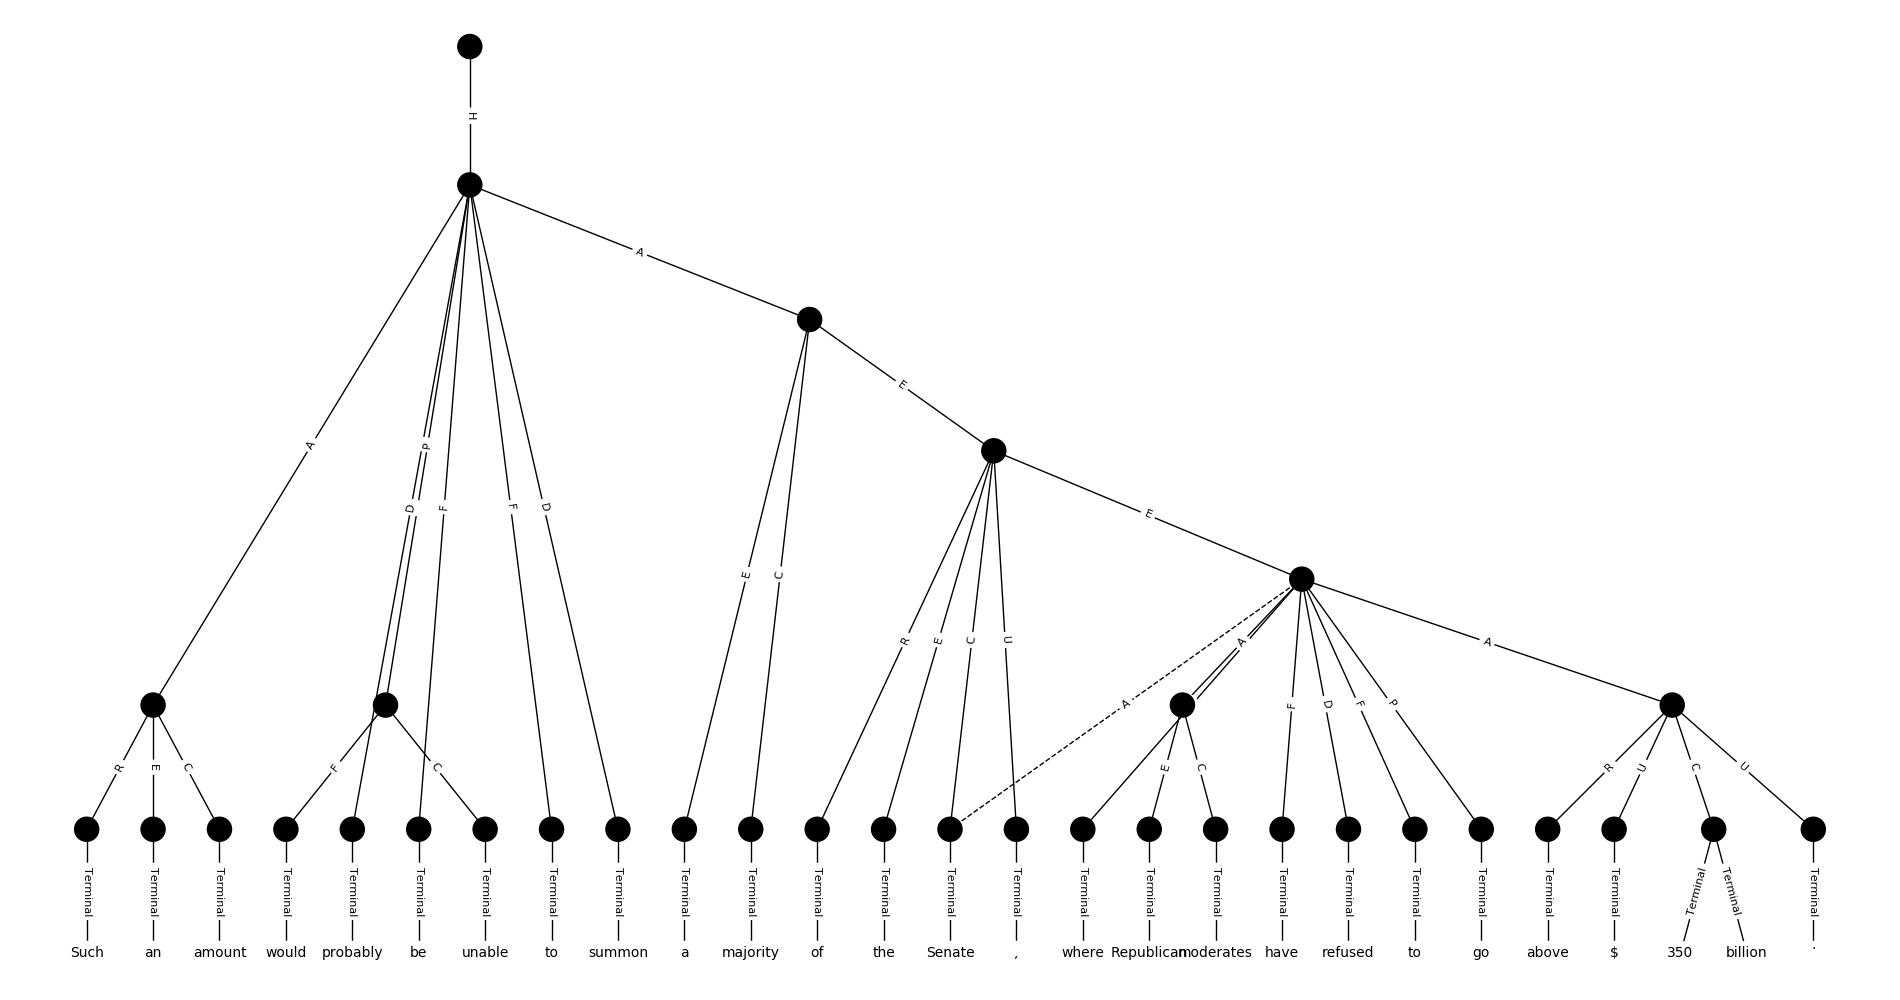 H
A
E
A
D
P
F
F
D
E
C
R
E
C
U
E
A
A
F
D
F
P
A
R
E
C
F
C
E
C
R
U
C
U
Terminal Terminal Terminal Terminal Terminal Terminal Terminal Terminal Terminal Terminal Terminal Terminal Terminal Terminal Terminal Terminal Terminal Terminal Terminal Terminal Terminal Terminal Terminal Terminal Terminal Terminal Terminal
Such an amount would probably be unable to summon a majority of the Senate , where Republican moderates have refused to go above $ 350 billion .